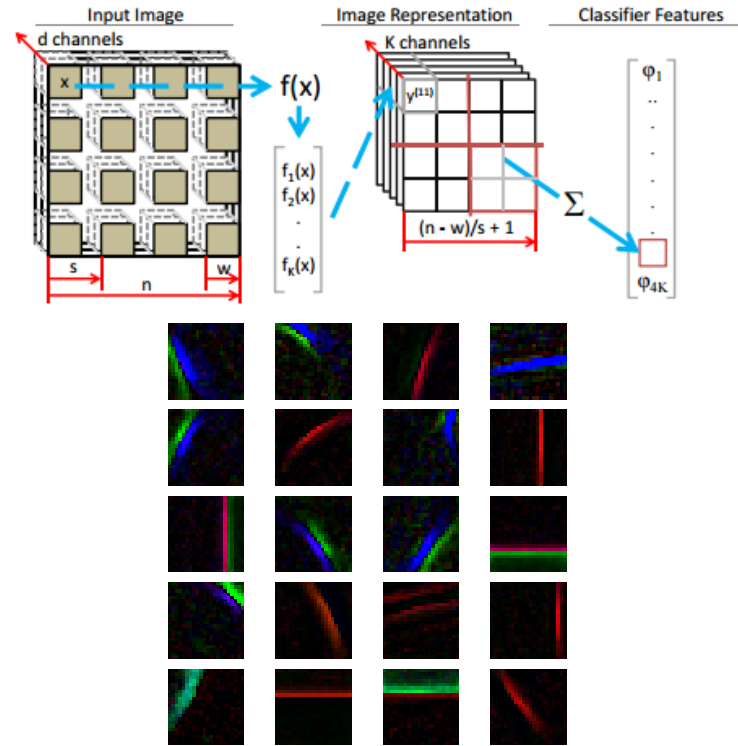 Input Image
Image Representation
Classifier Features
d channels
K channels
x
f(x)
y{11}
φ1
..
.
.
.
.
.
φ4K
f1(x)
f2(x)
.
.
fK(x)
Σ
(n - w)/s + 1
s
w
n